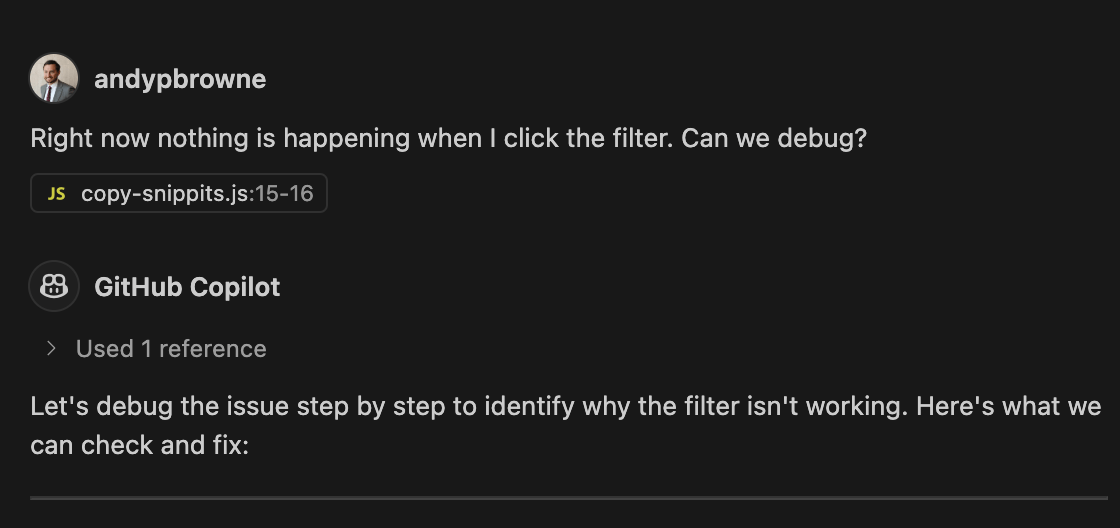 andypbrowne
Right now nothing is happening when I click the filter. Can we debug?
JS copy-snippits.js:15-16
GitHub Copilot
Used 1 reference
Let's debug the issue step by step to identify why the filter isn't working. Here's what we
can check and fix: